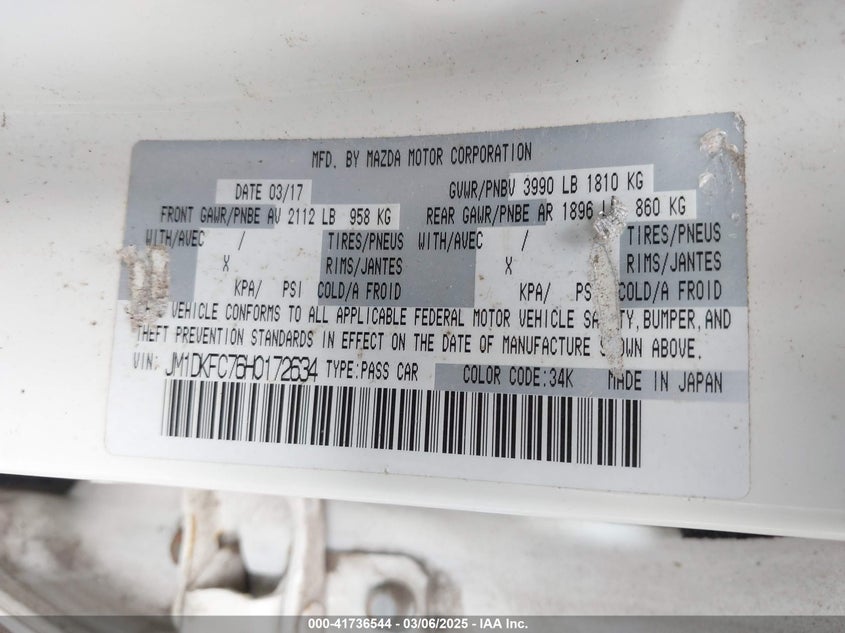 MFD. BY MAZDA MOTOR CORPORATION
DATE 03/17 GVWR/PNBV 3990 LB 1810 KG
FRONT GAWR/PNBE AV 2112 LB 958 KG REAR GAWR/PNBE AR 1896 860 KG
WITH/AVEC / TIRES/PNEUS WITH/AVEC / TIRES/PNEUS
X RIMS/JANTES X RIMS/JANTES
KPA/ PSI COLD/A FROID KPA/ COLD/A FROID
VEHICLE CONFORMS TO ALL APPLICABLE FEDERAL MOTOR VEHICLE SAFETY, BUMPER, AND
THEFT PREVENTION STANDARDS IN EFFECT ON THE DATE OF MANUFACTURE SHOWN ABOVE.
VIN: JM1DKFC76H0172634 TYPE:PASS CAR COLOR CODE:34K MADE IN JAPAN
000-41736544 - 03/06/2025 - IAA Inc.